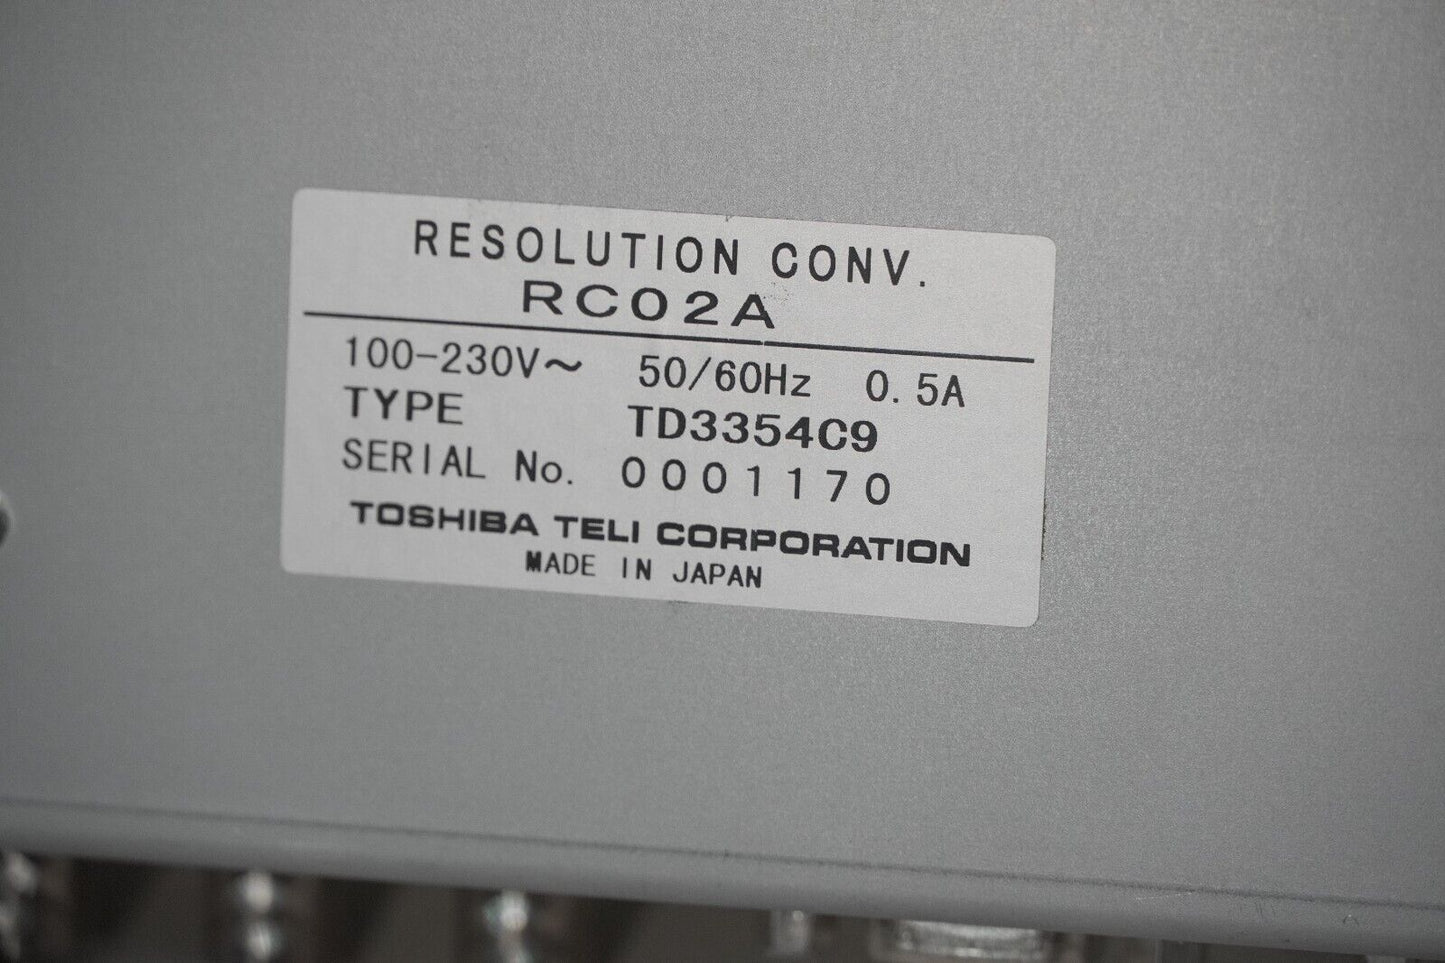 RESOLUTION CONV.
RC02A
100-230V～ 50/60Hz 0.5A
TYPE TD3354C9
SERIAL No. 0001170
TOSHIBA TELI CORPORATION
MADE IN JAPAN